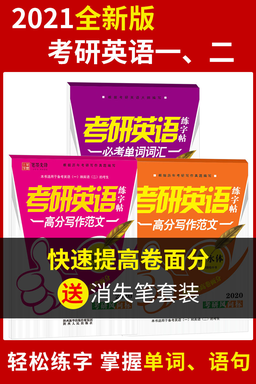 2021全新版
考研英语一、二
考研英语
练字帖
必考单词词汇
考研英语
练字帖
高分写作范文
考研英语
练字帖
高分写作范文
2020
快速提高卷面分
送消失笔套装
轻松练字 掌握单词、语句